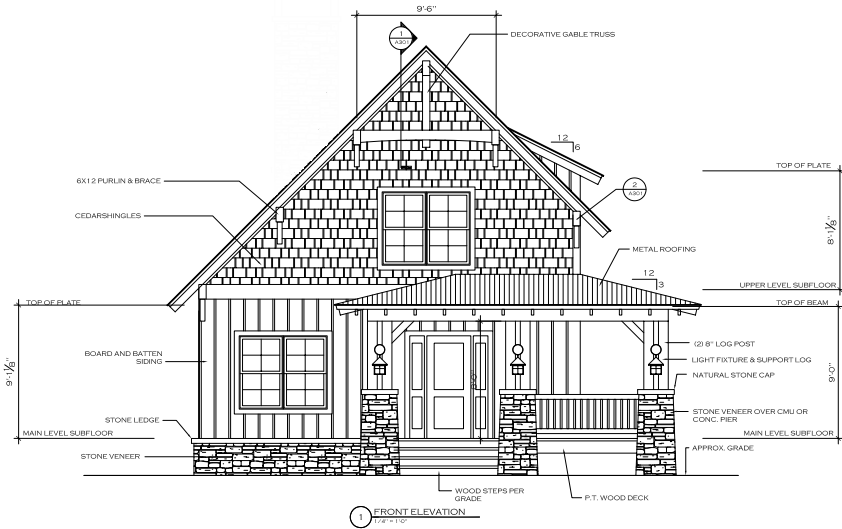 9'-6"
1
A301
DECORATIVE GABLE TRUSS
12
6
TOP OF PLATE
6X12 PURLIN & BRACE
2
A301
CEDARSHINGLES
8'-1⅛"
METAL ROOFING
12
3
UPPER LEVEL SUBFLOOR
TOP OF PLATE
TOP OF BEAM
(2) 8" LOG POST
BOARD AND BATTEN
SIDING
LIGHT FIXTURE & SUPPORT LOG
9'-1⅛"
8'-0"
9'-0"
NATURAL STONE CAP
STONE LEDGE
STONE VENEER OVER CMU OR
CONC. PIER
MAIN LEVEL SUBFLOOR
MAIN LEVEL SUBFLOOR
STONE VENEER
APPROX. GRADE
WOOD STEPS PER
GRADE
P.T. WOOD DECK
1
FRONT ELEVATION
1/4" = 1'0"